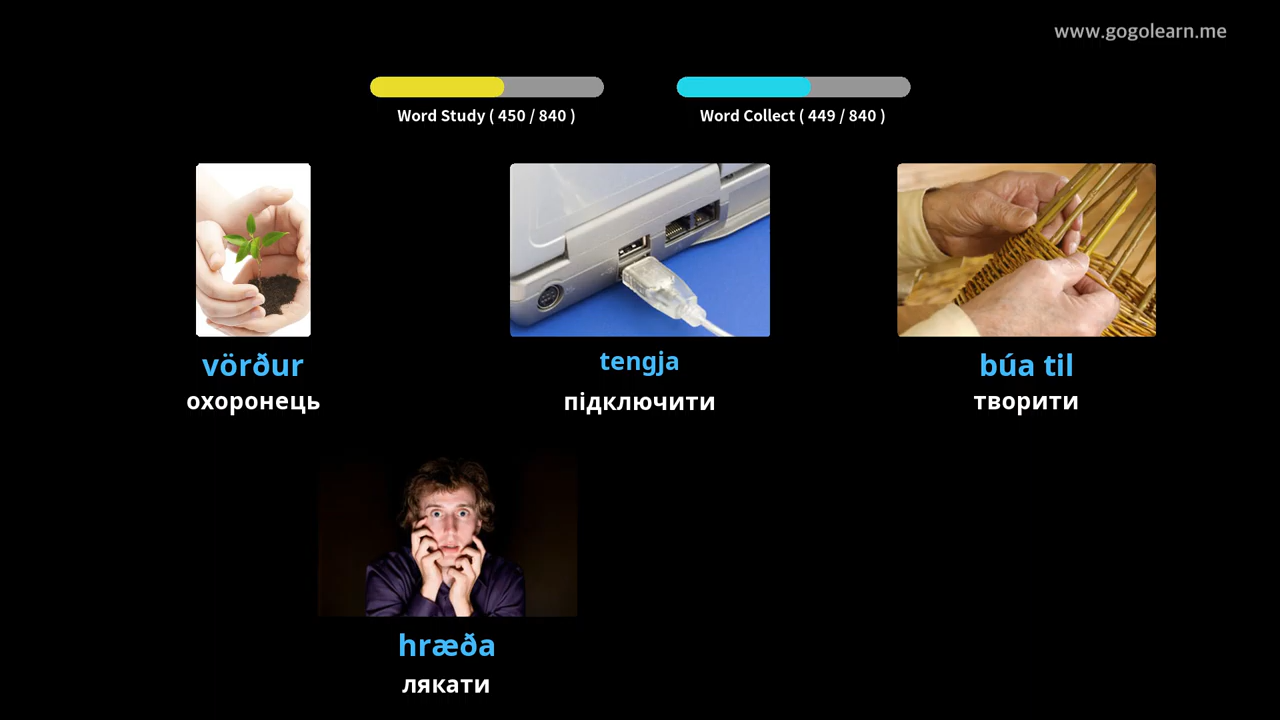 www.gogolearn.me
Word Study ( 450 / 840 )
Word Collect ( 449 / 840 )
vörður
охоронець
tengja
підключити
búa til
творити
hræða
лякати